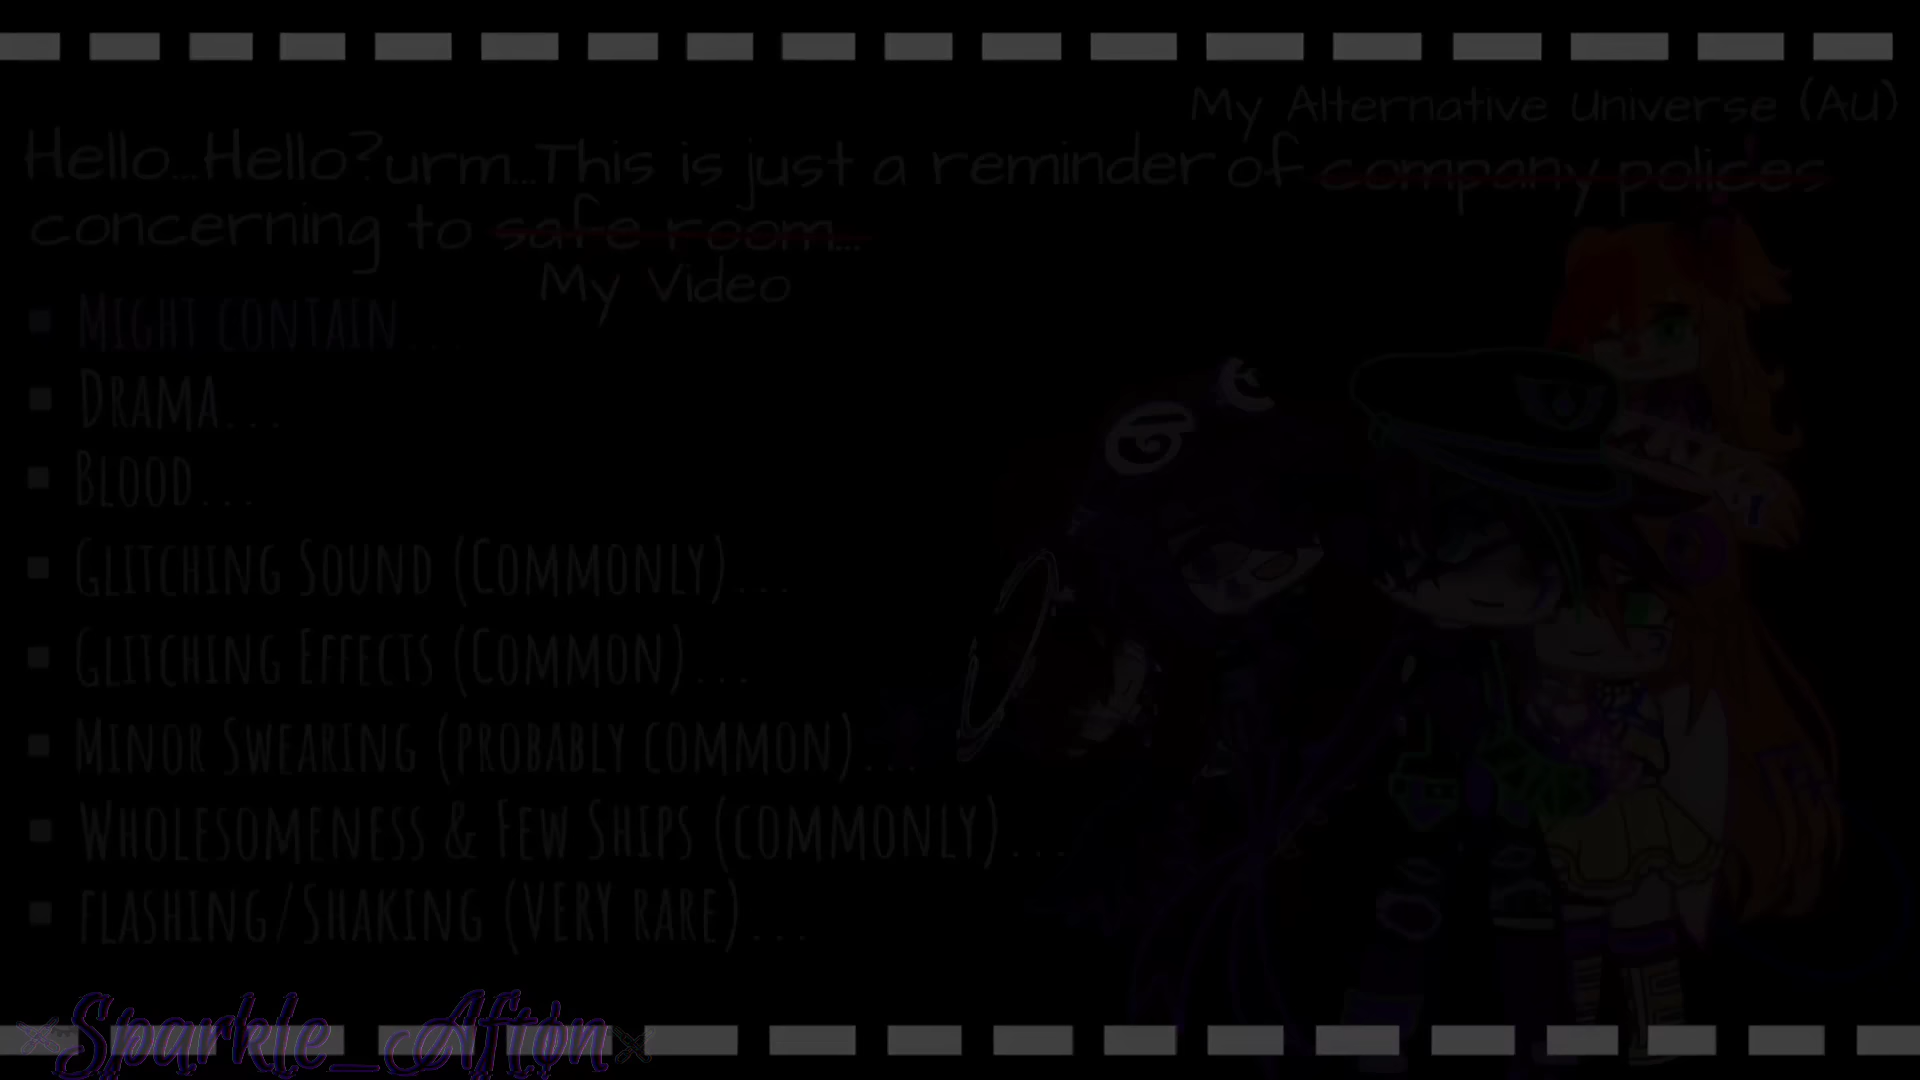 My Alternative Universe (AU)
Hello...Hello?urm...This is just a reminder of company polices
concerning to safe room...
My Video
▪ Might contain...
▪ Drama...
▪ Blood...
▪ Glitching Sound (Commonly)...
▪ Glitching Effects (Common)...
▪ Minor Swearing (probably common)...
▪ Wholesomeness & Few Ships (commonly)...
▪ flashing/Shaking (VERY rare)...
Sparkle_Afton